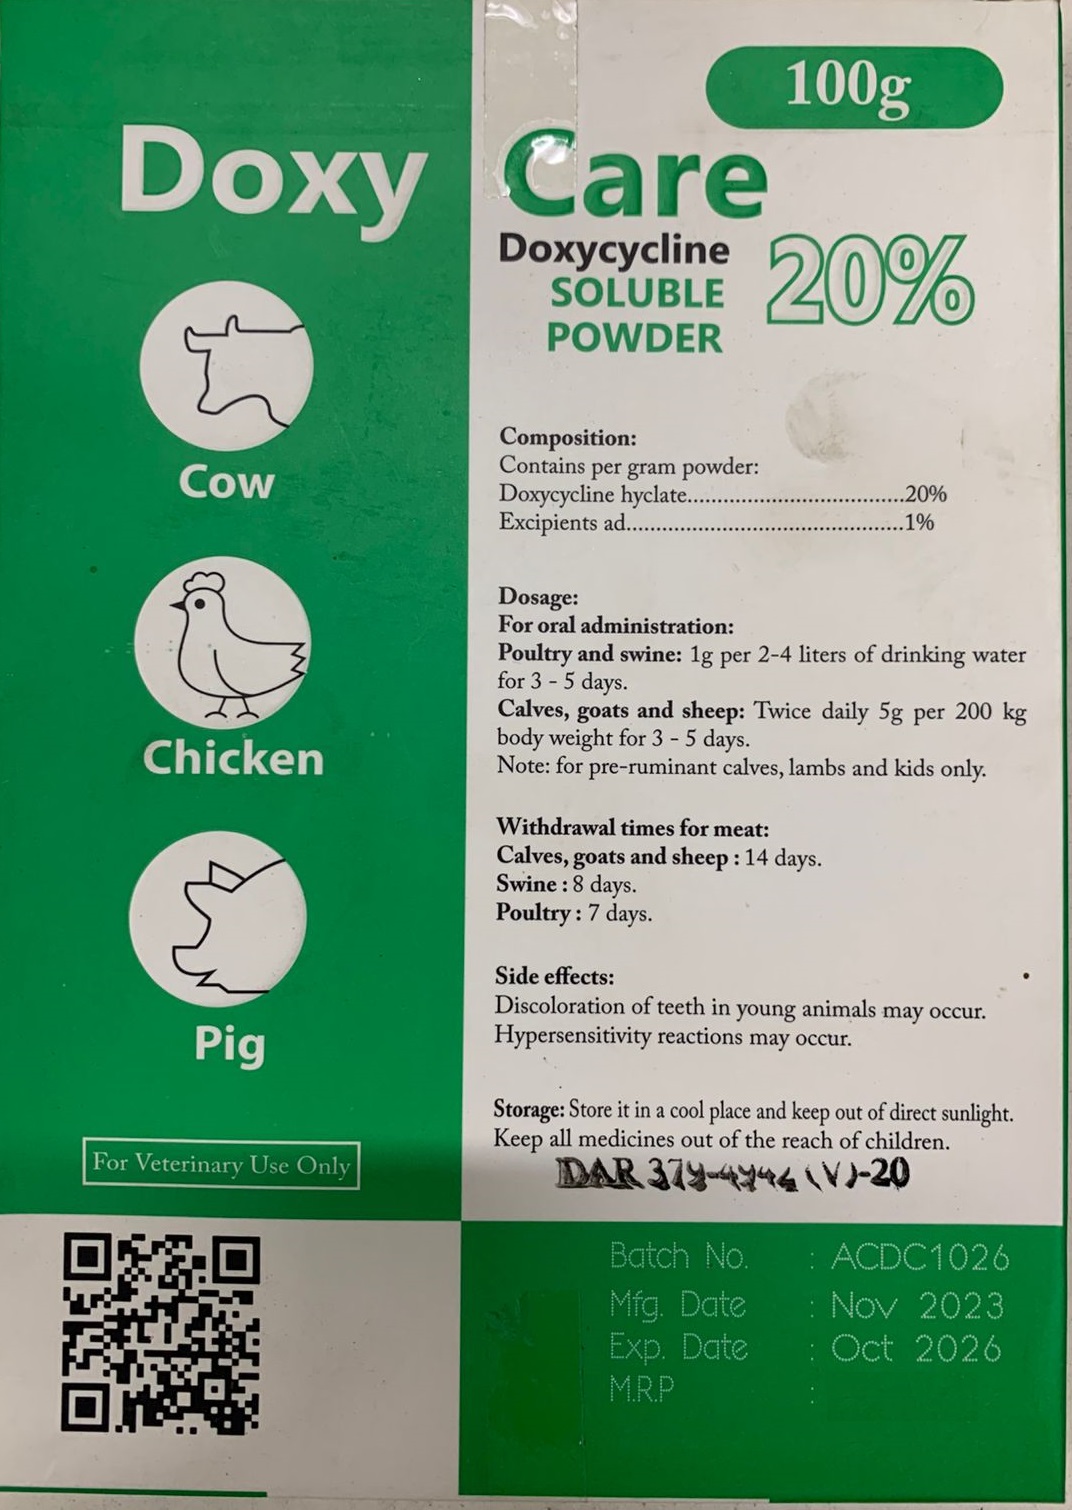 100g
Doxy Care
Doxycycline
SOLUBLE
POWDER
20%
Cow
Chicken
Pig
For Veterinary Use Only
Composition:
Contains per gram powder:
Doxycycline hyclate....................................20%
Excipients ad..............................................1%
Dosage:
For oral administration:
Poultry and swine: 1g per 2-4 liters of drinking water
for 3 - 5 days.
Calves, goats and sheep: Twice daily 5g per 200 kg
body weight for 3 - 5 days.
Note: for pre-ruminant calves, lambs and kids only.
Withdrawal times for meat:
Calves, goats and sheep : 14 days.
Swine : 8 days.
Poultry : 7 days.
Side effects:
Discoloration of teeth in young animals may occur.
Hypersensitivity reactions may occur.
Storage: Store it in a cool place and keep out of direct sunlight.
Keep all medicines out of the reach of children.
DAR
Batch No. : ACDC1026
Mfg. Date : Nov 2023
Exp. Date : Oct 2026
M.R.P :